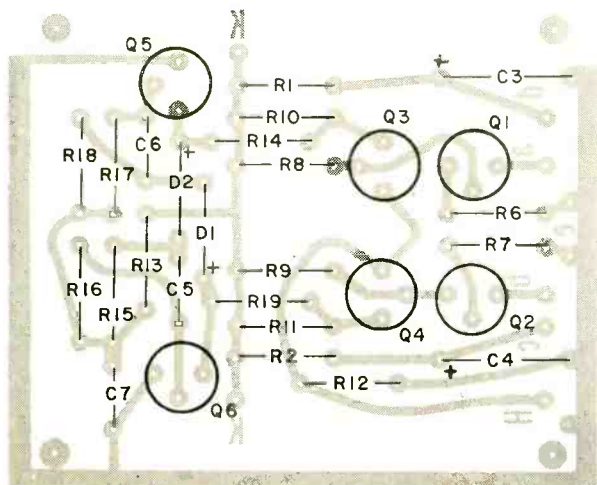 K
Q5
C3
R1
R10
Q3
Q1
R18
R17
C6
R14
+
D2
R8
R6
D1
R7
R13
R9
R16
C5
+
R19
R15
R11
Q4
Q2
R2
C4
+
R12
C7
Q6
H
K